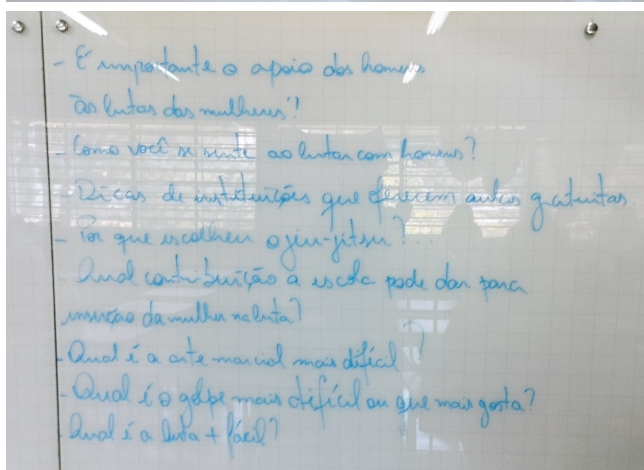 - É importante o apoio dos homens
às lutas das mulheres?
- Como você se sente ao lutar com homens?
- Dicas de instituições que oferecem aulas gratuitas
- Por que escolheu o jiu-jitsu?...
- Qual contribuição a escola pode dar para
inserção da mulher na luta?
- Qual é a arte marcial mais difícil?
- Qual é o golpe mais difícil ou que mais gosta?
- Qual é a luta + fácil?